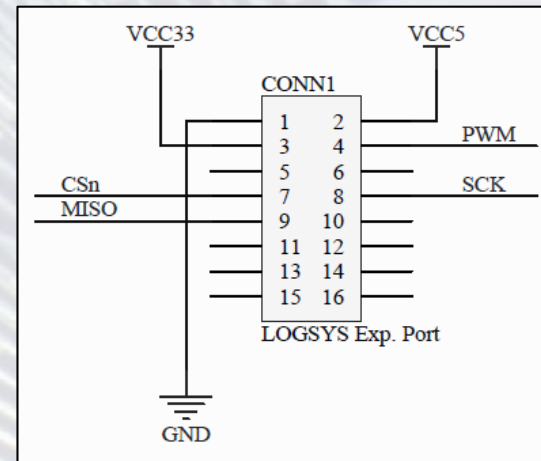 VCC33 VCC5
CONN1
1 2
3 4 PWM
5 6
CSn 7 8 SCK
MISO 9 10
11 12
13 14
15 16
LOGSYS Exp. Port
GND